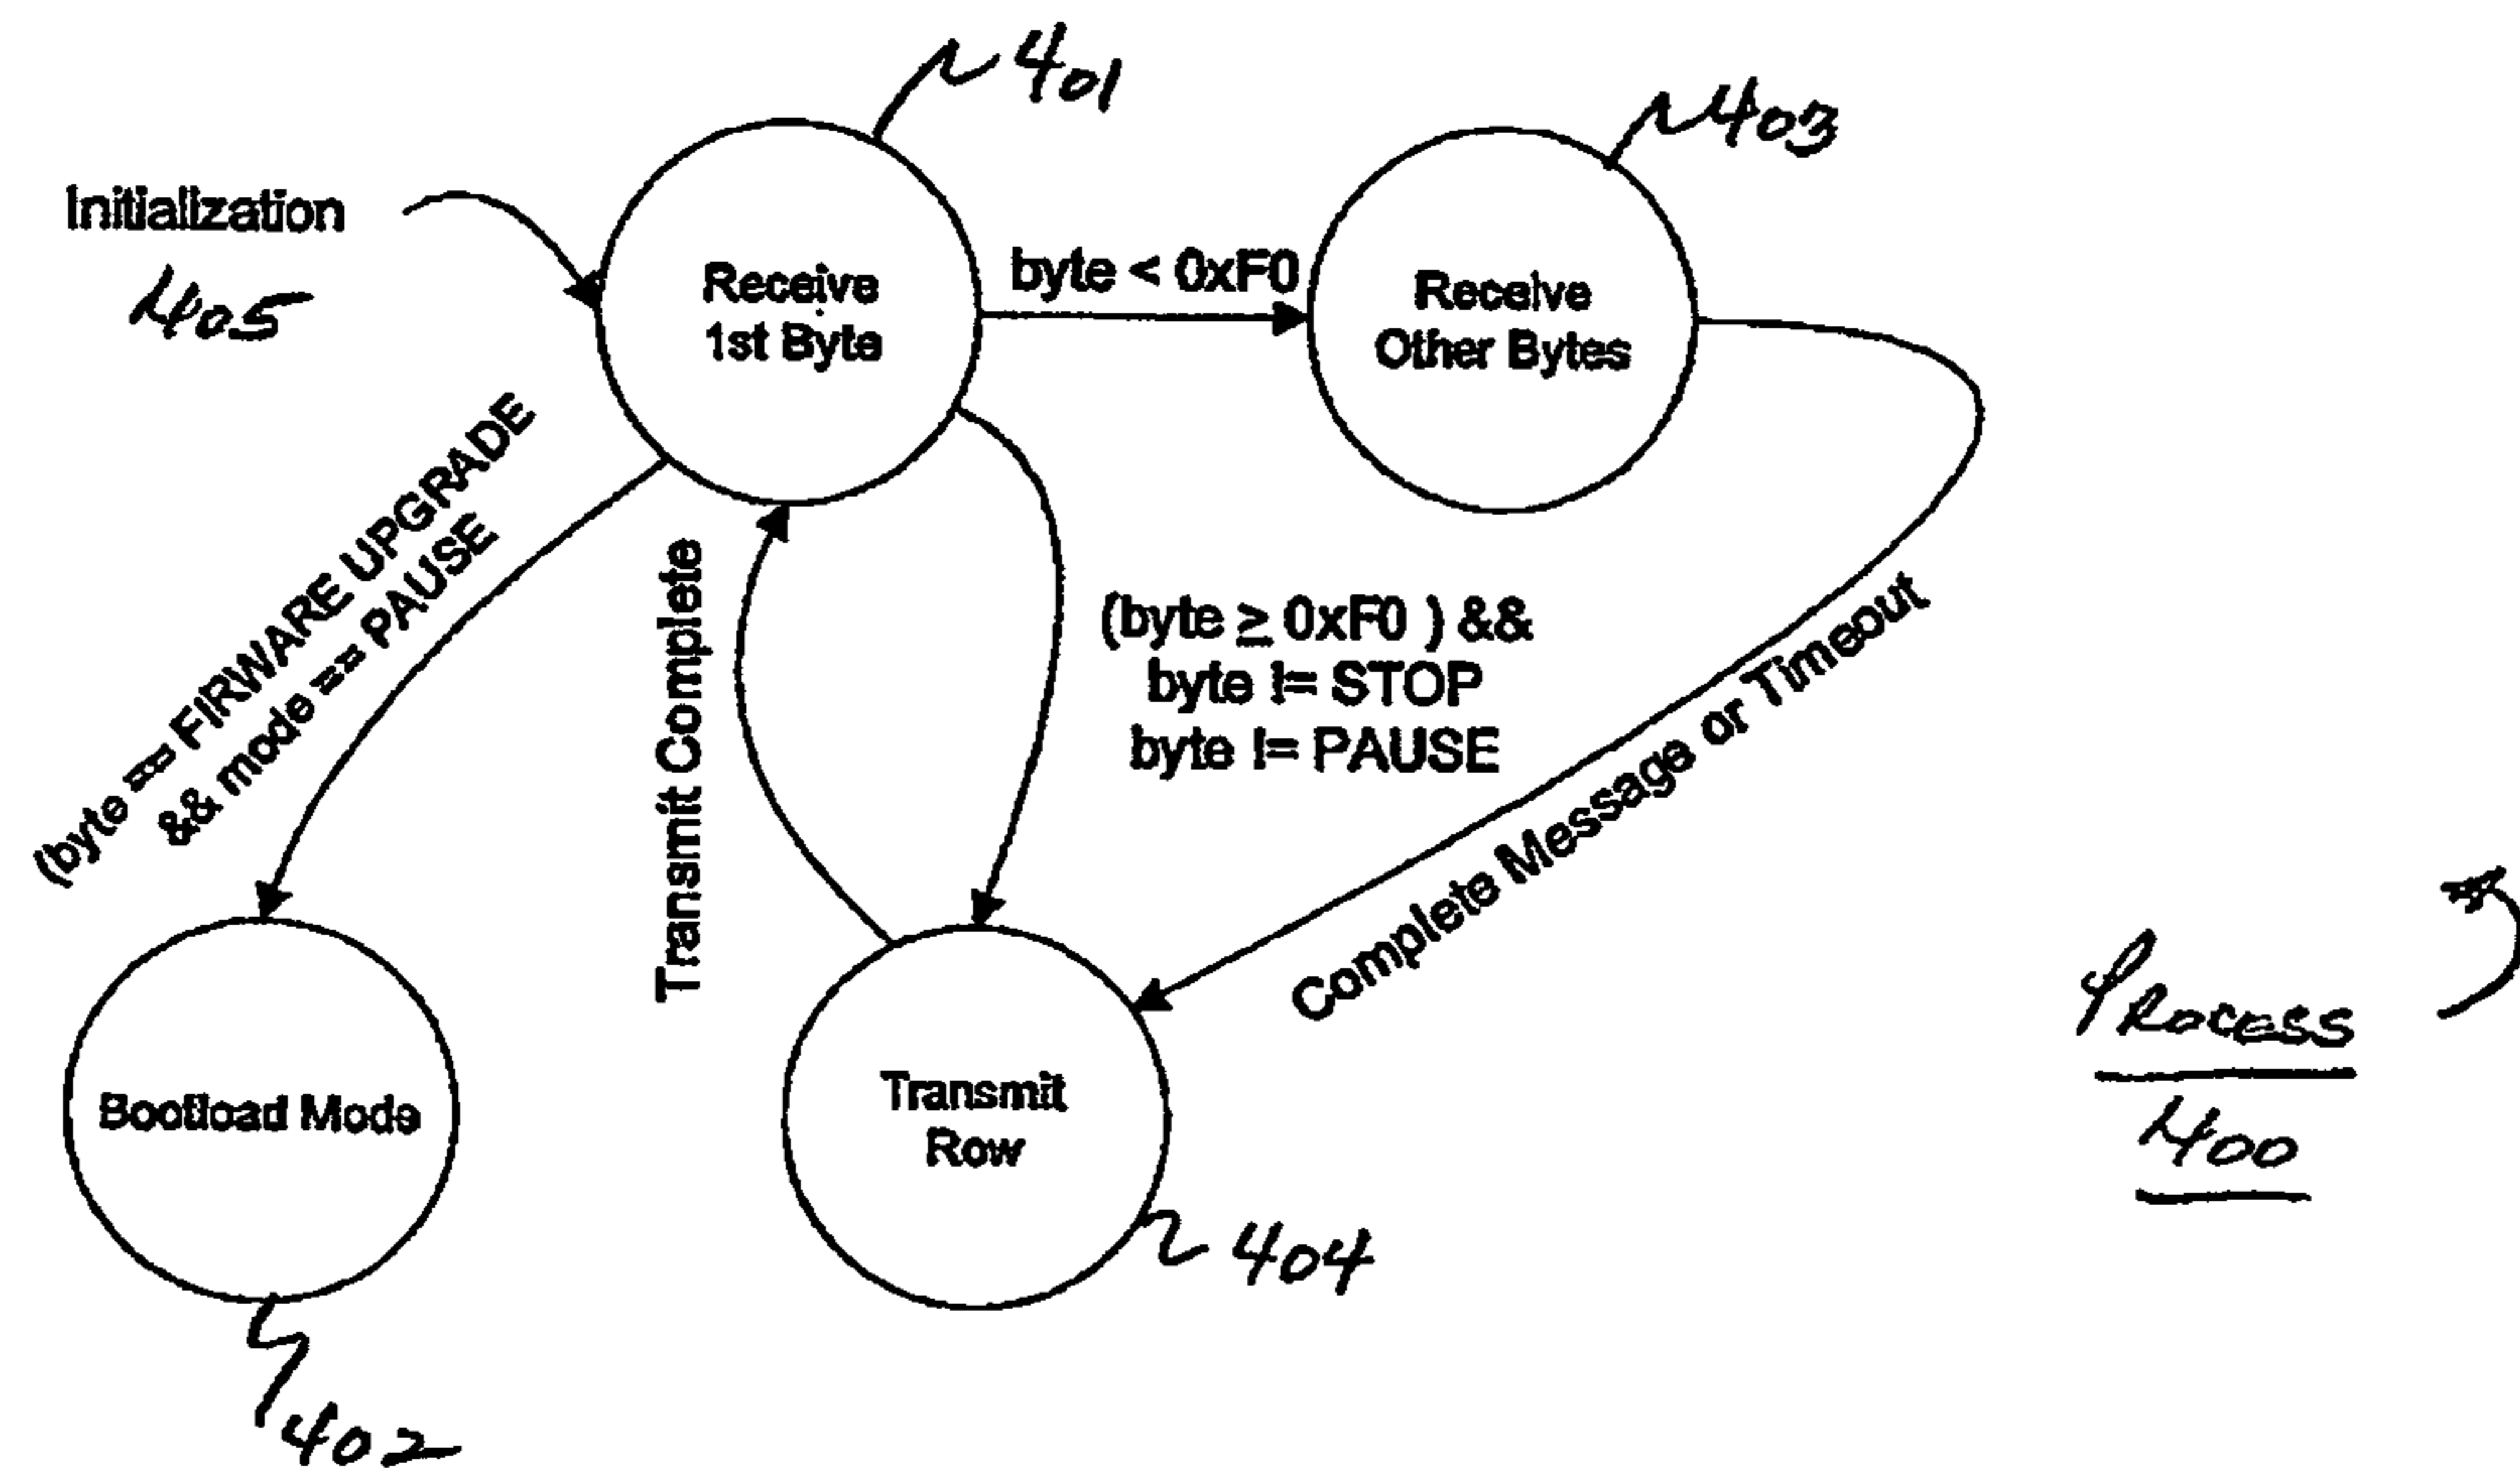 401
403
Initialization
405
Receive
1st Byte
byte < 0xF0
Receive
Other Bytes
(byte == FIRWARE UPGRADE
&& mode == PAUSE
Transmit Complete
(byte ≥ 0xF0 ) &&
byte != STOP
byte != PAUSE
Complete Message or Timeout
Process
400
Bootload Mode
Transmit
Row
404
402